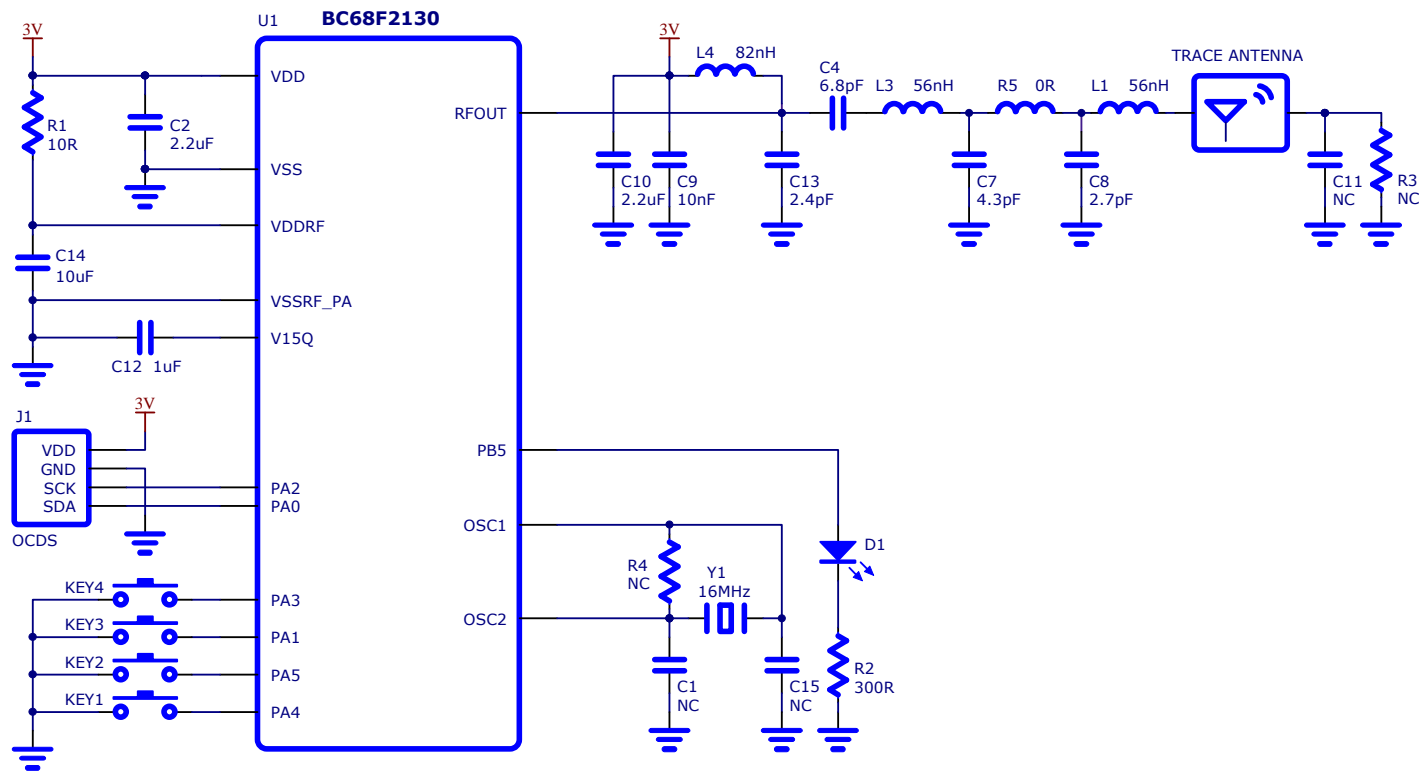 U1
BC68F2130
3V
VDD
R1
10R
C2
2.2uF
VSS
VDDRF
C14
10uF
VSSRF_PA
V15Q
C12 1uF
RFOUT
3V
L4 82nH
C10
2.2uF
C9
10nF
C13
2.4pF
C4
6.8pF
L3 56nH
C7
4.3pF
R5 0R
C8
2.7pF
L1 56nH
TRACE ANTENNA
C11
NC
R3
NC
J1
3V
VDD
GND
SCK
SDA
OCDS
PA2
PA0
KEY4
PA3
KEY3
PA1
KEY2
PA5
KEY1
PA4
PB5
OSC1
OSC2
R4
NC
Y1
16MHz
C1
NC
C15
NC
D1
R2
300R